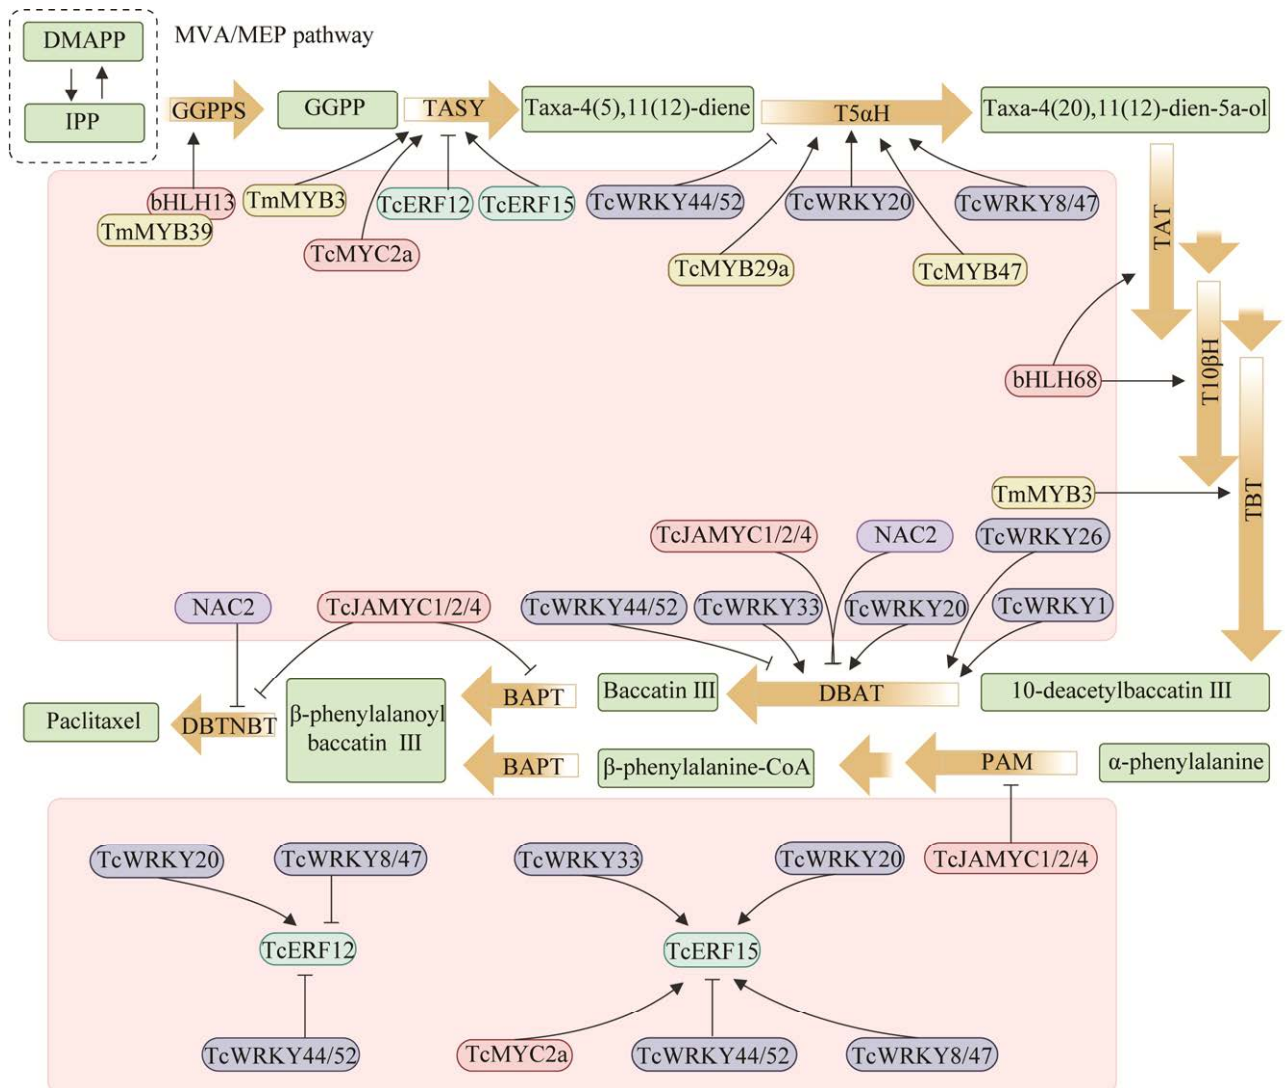 DMAPP
MVA/MEP pathway
IPP
GGPPS
GGPP
TASY
Taxa-4(5),11(12)-diene
T5αH
Taxa-4(20),11(12)-dien-5a-ol
bHLH13
TmMYB39
TmMYB3
TcERF12
TcERF15
TcMYC2a
TcWRKY44/52
TcWRKY20
TcWRKY8/47
TcMYB29a
TcMYB47
TAT
bHLH68
T10βH
TmMYB3
TBT
TcJAMYC1/2/4
NAC2
TcWRKY26
NAC2
TcJAMYC1/2/4
TcWRKY44/52
TcWRKY33
TcWRKY20
TcWRKY1
Paclitaxel
DBTNBT
β-phenylalanoyl
baccatin III
BAPT
Baccatin III
DBAT
10-deacetylbaccatin III
BAPT
β-phenylalanine-CoA
PAM
α-phenylalanine
TcWRKY20
TcWRKY8/47
TcWRKY33
TcWRKY20
TcJAMYC1/2/4
TcERF12
TcERF15
TcWRKY44/52
TcMYC2a
TcWRKY44/52
TcWRKY8/47